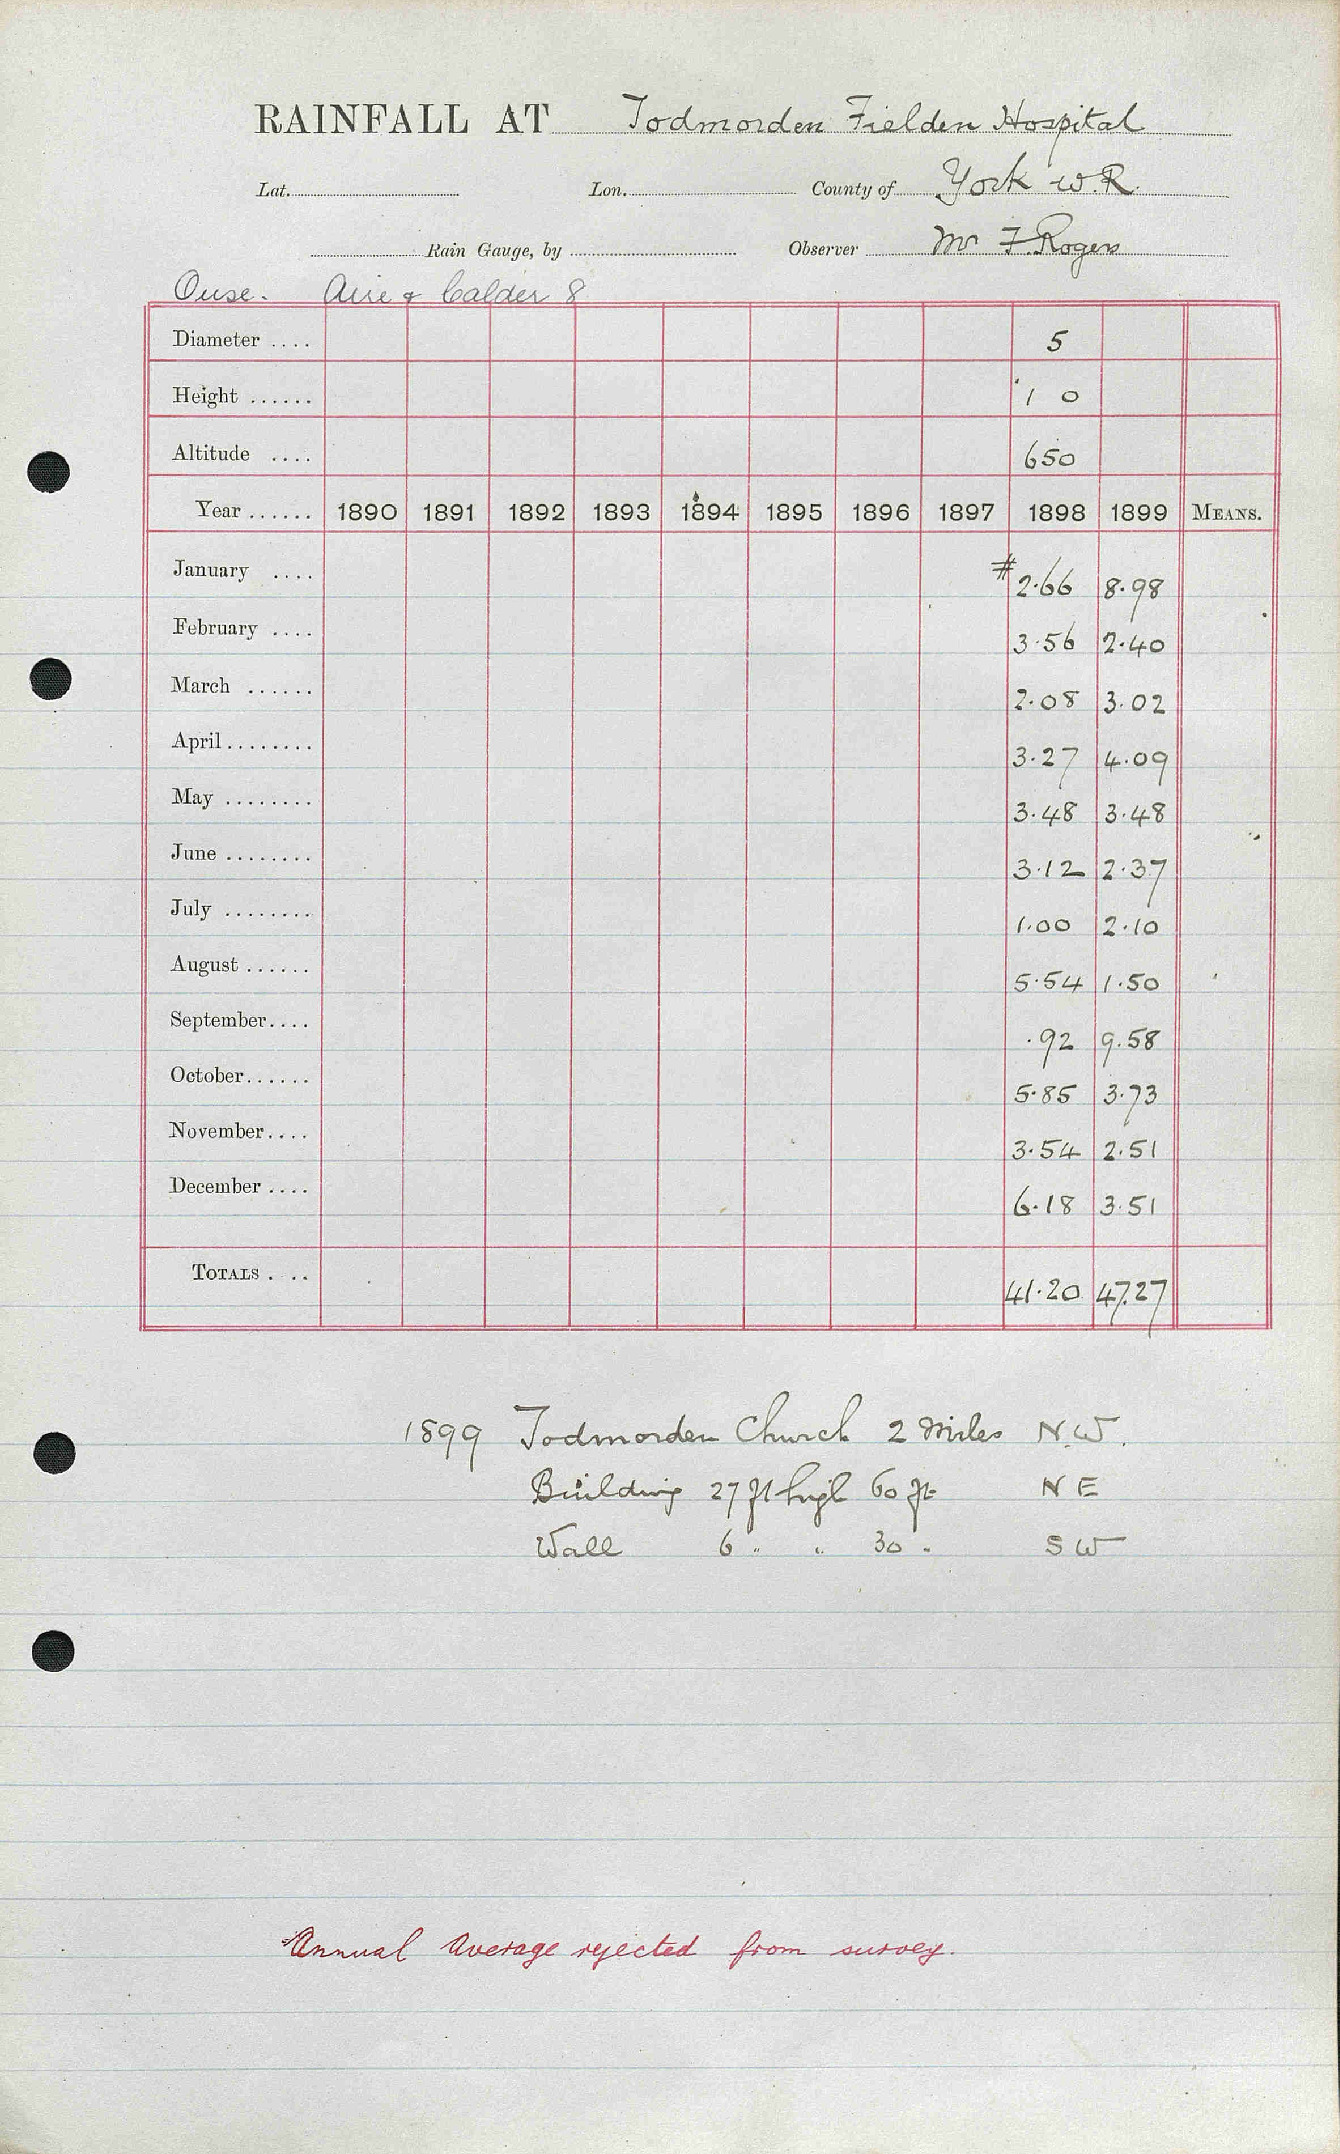 RAINFALL AT Todmorden Fielden Hospital
Lat. Lon. County of York W.R.
Rain Gauge, by Observer Mr F. Rogers
Ouse. Aire & Calder 8
Diameter .... 5
Height ...... 1 0
Altitude .... 650
Year ...... 1890 1891 1892 1893 1894 1895 1896 1897 1898 1899 MEANS.
January .... # 2.66 8.98
February .... 3.56 2.40
March ...... 2.08 3.02
April ........ 3.27 4.09
May ........ 3.48 3.48
June ........ 3.12 2.37
July ........ 1.00 2.10
August ...... 5.54 1.50
September.... .92 9.58
October...... 5.85 3.73
November.... 3.54 2.51
December .... 6.18 3.51
TOTALS . .. 41.20 47.27
1899 Todmorden Church 2 Miles N.W.
Building 27 ft high 60 ft N E
Wall 6 " " 30 " S W
Annual Average rejected from survey.